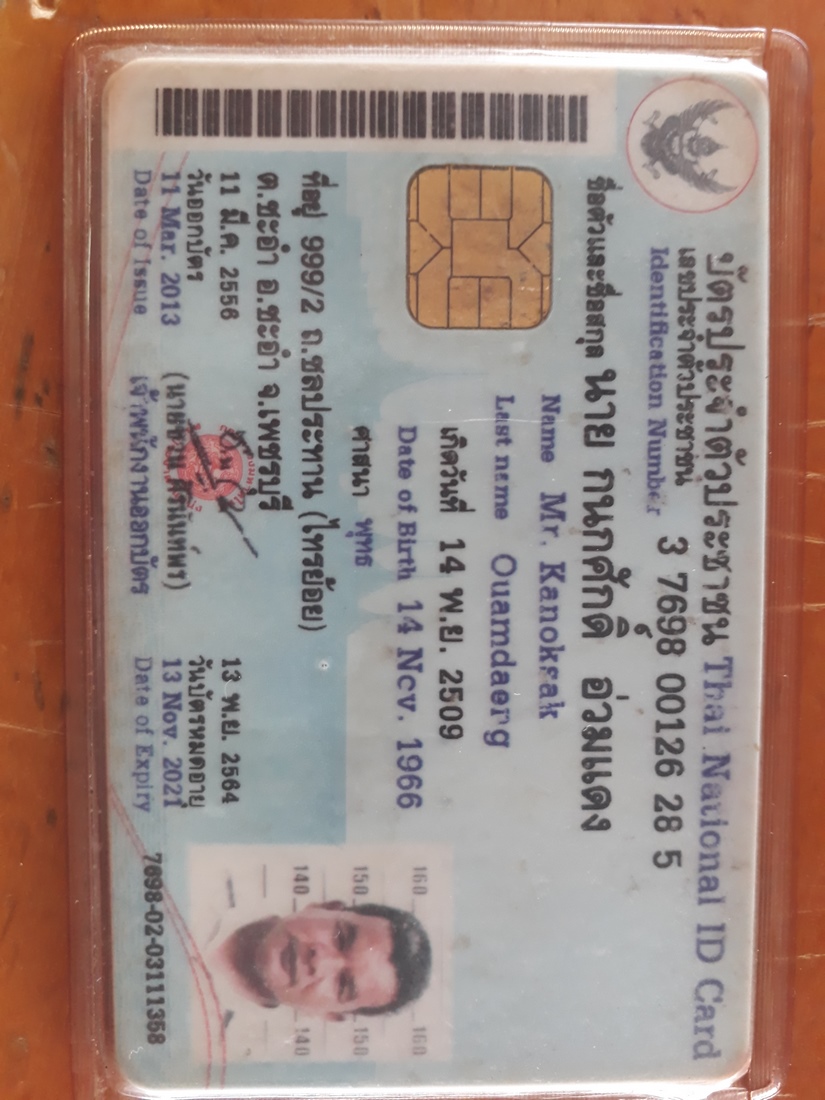 บัตรประจำตัวประชาชน Thai National ID Card
เลขประจำตัวประชาชน 3 7698 00126 28 5
Identification Number
ชื่อตัวและชื่อสกุล นาย กนกศักดิ์ อ่วมแดง
Name Mr. Kanoksak
Last name Ouamdaeng
เกิดวันที่ 14 พ.ย. 2509
Date of Birth 14 Nov. 1966
ศาสนา พุทธ
ที่อยู่ 999/2 ถ.ชลประทาน (ไทรย้อย)
ต.ชะอำ อ.ชะอำ จ.เพชรบุรี
11 มี.ค. 2556
วันออกบัตร
11 Mar. 2013
Date of Issue
เจ้าพนักงานออกบัตร
13 พ.ย. 2564
วันบัตรหมดอายุ
13 Nov. 2021
Date of Expiry
160 160
150 150
140 140
7698-02-03111358